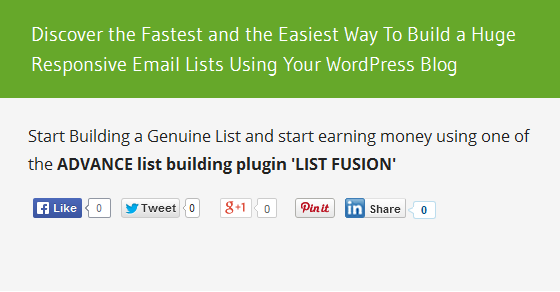 Discover the Fastest and the Easiest Way To Build a Huge
Responsive Email Lists Using Your WordPress Blog
Start Building a Genuine List and start earning money using one of
the ADVANCE list building plugin 'LIST FUSION'
Like 0 Tweet 0 g+1 0 Pin it in Share 0